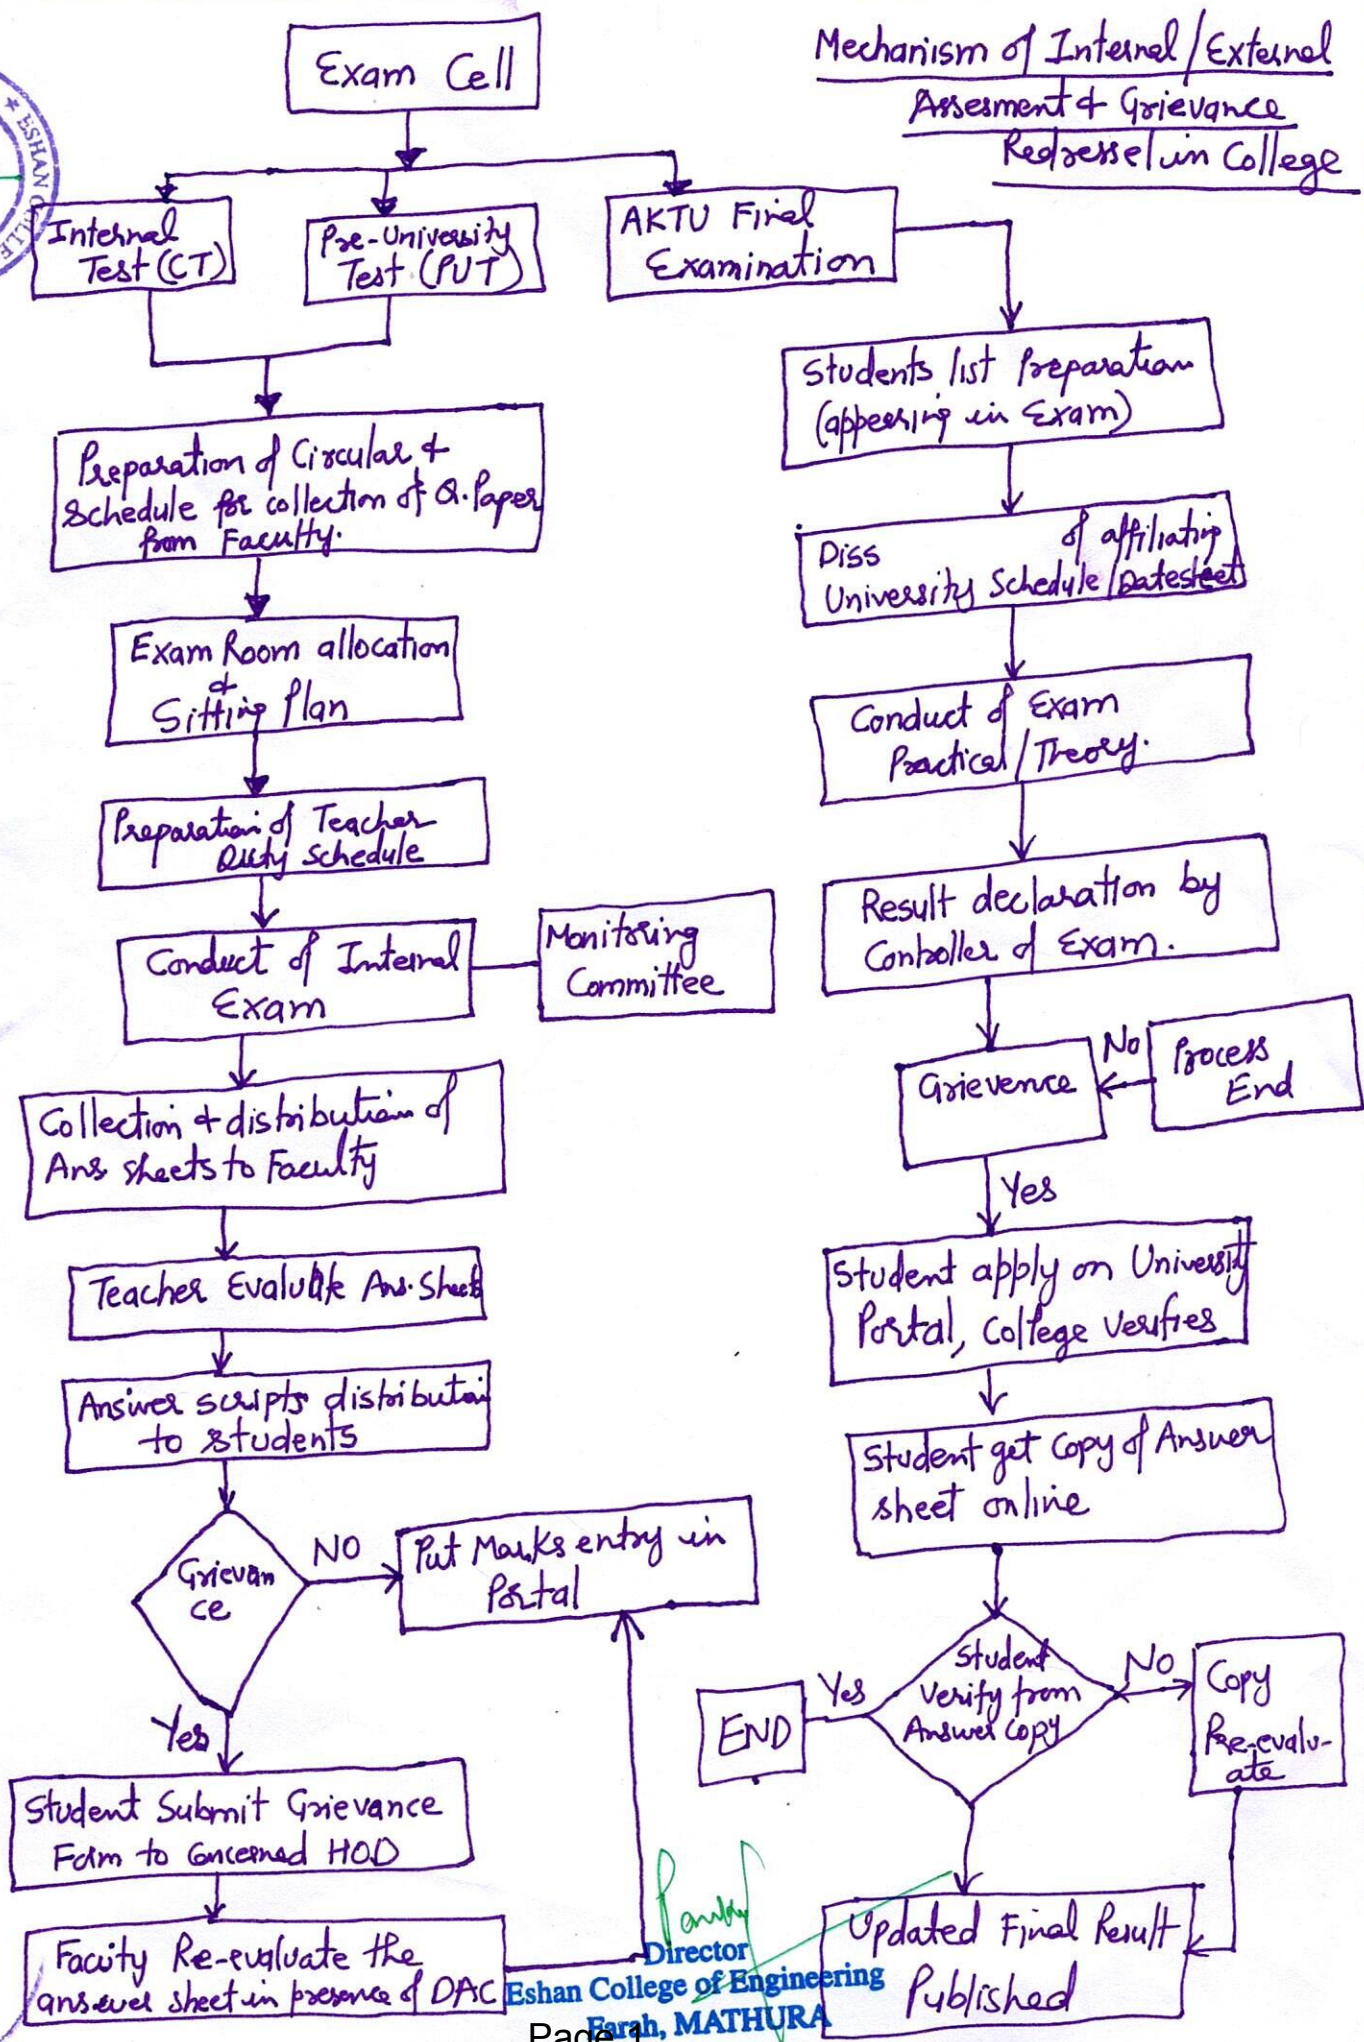 Mechanism of Internal/External
Assesment & Grievance
Redressel in College
Exam Cell
Internal
Test (CT)
Pre-University
Test (PUT)
AKTU Final
Examination
Preparation of Circular &
Schedule for collection of Q. Paper
from Faculty.
Exam Room allocation
&
Sitting Plan
Preparation of Teacher
Duty Schedule
Conduct of Internal
Exam
Monitoring
Committee
Collection & distribution of
Ans. sheets to Faculty
Teacher Evaluate Ans. Sheets
Answer scripts distribution
to students
Grievan
ce
NO
Put Marks entry in
Portal
Yes
Student Submit Grievance
Form to Concerned HOD
Facity Re-evaluate the
answer sheet in presence of DAC
Students list Preparation
(appeering in Exam)
Diss of affiliating
University Schedule/Datesheet
Conduct of Exam
Practical/Theory.
Result declaration by
Controller of Exam.
Grievence
No
Process
End
Yes
Student apply on University
Portal, College Verifies
Student get Copy of Answer
sheet online
Student
Verify from
Answer Copy
Yes
END
NO
Copy
Re-evalu-
ate
Updated Final Result
Published
Director
Eshan College of Engineering
Farah, MATHURA
Page 1
★ ESHAN